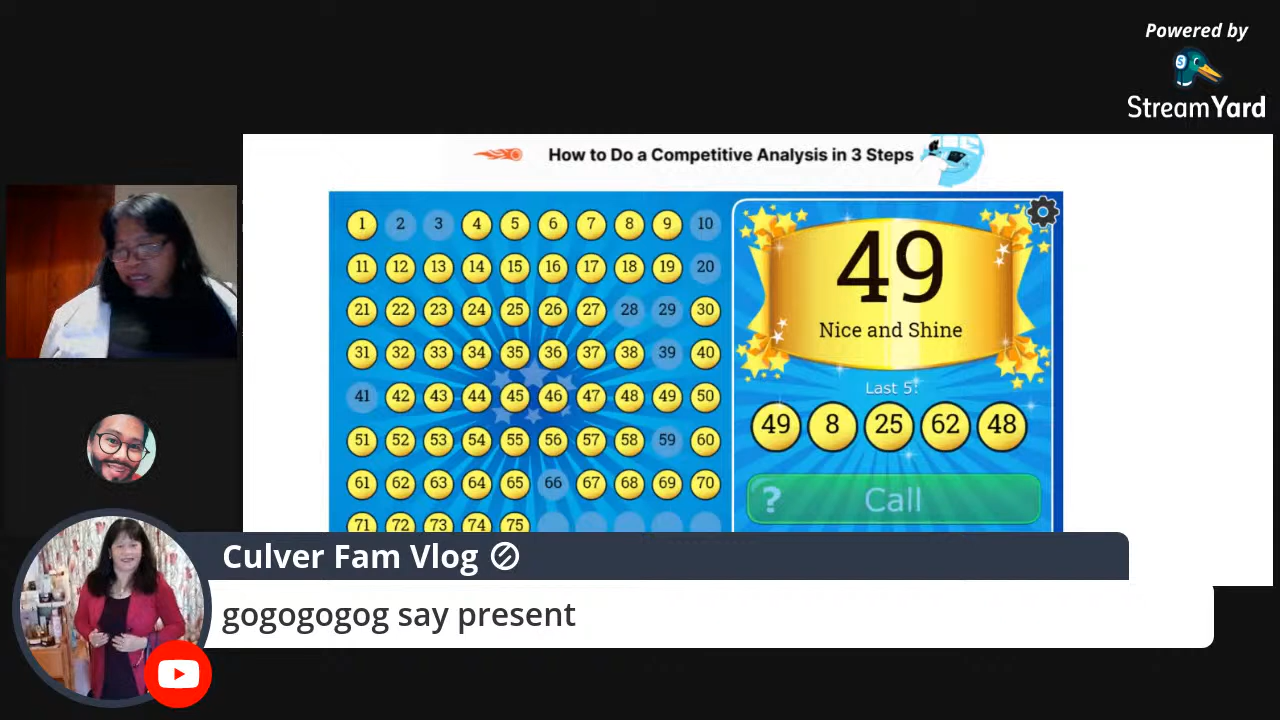 Powered by
StreamYard
How to Do a Competitive Analysis in 3 Steps
1 2 3 4 5 6 7 8 9 10
11 12 13 14 15 16 17 18 19 20
21 22 23 24 25 26 27 28 29 30
31 32 33 34 35 36 37 38 39 40
41 42 43 44 45 46 47 48 49 50
51 52 53 54 55 56 57 58 59 60
61 62 63 64 65 66 67 68 69 70
71 72 73 74 75
49
Nice and Shine
Last 5!
49 8 25 62 48
? Call
Culver Fam Vlog
gogogogog say present